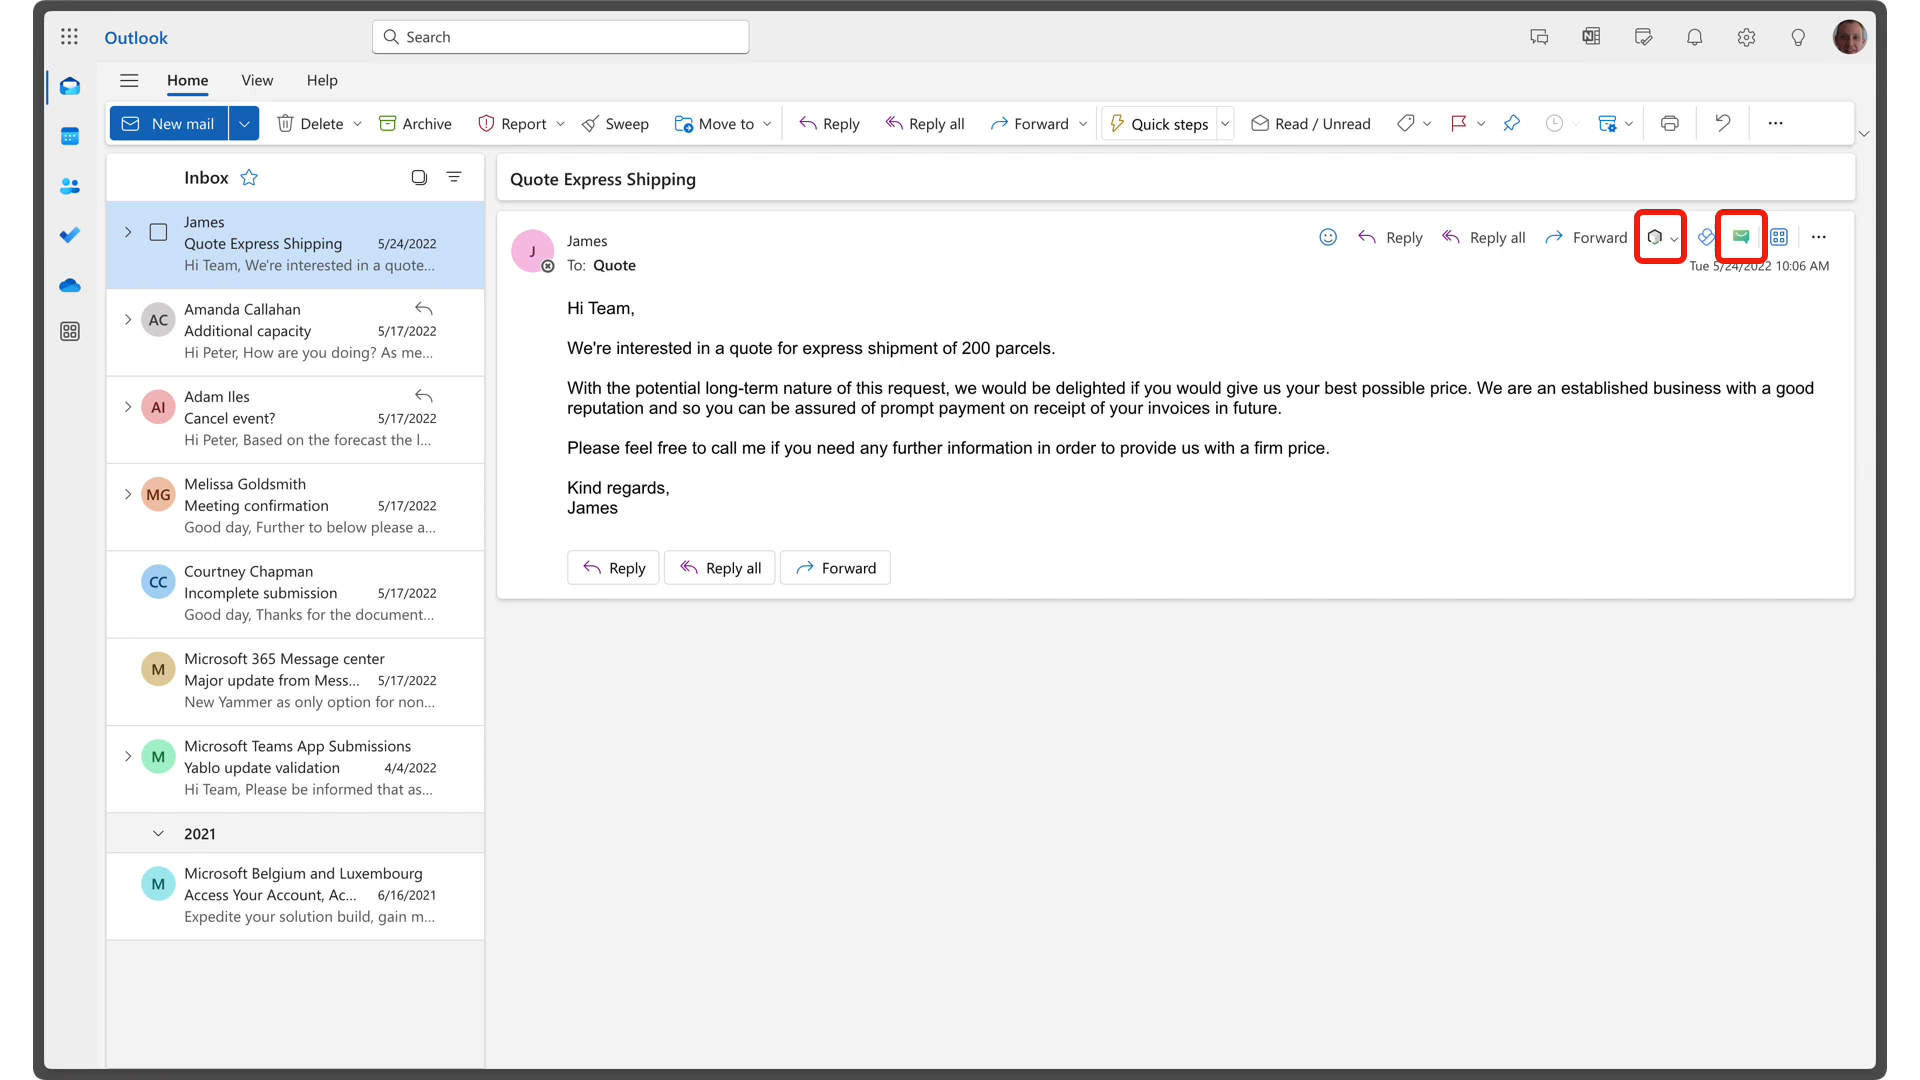 Outlook
Search
Home
View
Help
New mail
Delete
Archive
Report
Sweep
Move to
Reply
Reply all
Forward
Quick steps
Read / Unread
Inbox
James
Quote Express Shipping 5/24/2022
Hi Team, We're interested in a quote...
AC
Amanda Callahan
Additional capacity 5/17/2022
Hi Peter, How are you doing? As me...
AI
Adam Iles
Cancel event? 5/17/2022
Hi Peter, Based on the forecast the l...
MG
Melissa Goldsmith
Meeting confirmation 5/17/2022
Good day, Further to below please a...
CC
Courtney Chapman
Incomplete submission 5/17/2022
Good day, Thanks for the document...
M
Microsoft 365 Message center
Major update from Mess... 5/17/2022
New Yammer as only option for non...
M
Microsoft Teams App Submissions
Yablo update validation 4/4/2022
Hi Team, Please be informed that as...
2021
M
Microsoft Belgium and Luxembourg
Access Your Account, Ac... 6/16/2021
Expedite your solution build, gain m...
Quote Express Shipping
J
James
To: Quote
Reply
Reply all
Forward
Tue 5/24/2022 10:06 AM
Hi Team,
We're interested in a quote for express shipment of 200 parcels.
With the potential long-term nature of this request, we would be delighted if you would give us your best possible price. We are an established business with a good
reputation and so you can be assured of prompt payment on receipt of your invoices in future.
Please feel free to call me if you need any further information in order to provide us with a firm price.
Kind regards,
James
Reply
Reply all
Forward